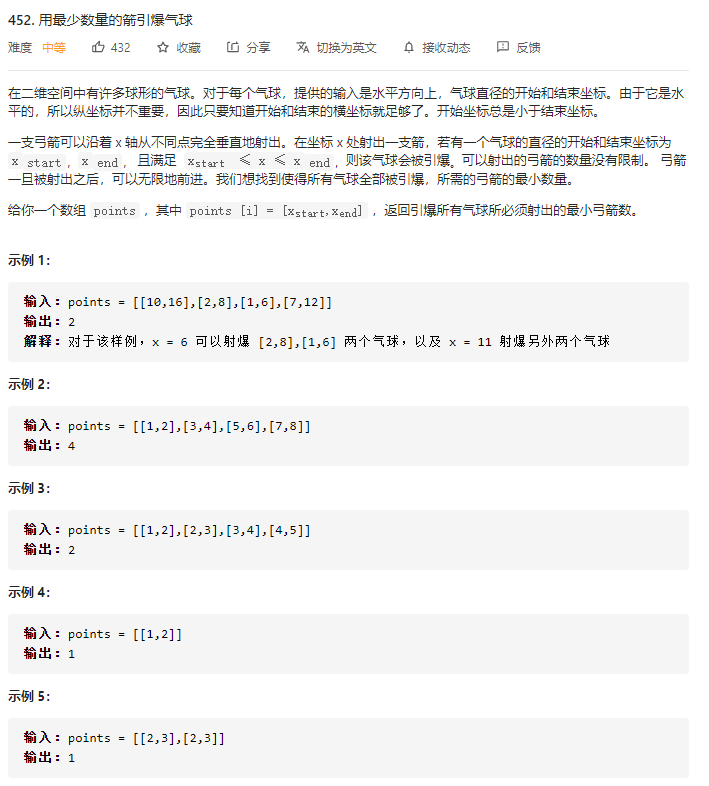 452. 用最少数量的箭引爆气球
难度 中等 432 收藏 分享 切换为英文 接收动态 反馈
在二维空间中有许多球形的气球。对于每个气球，提供的输入是水平方向上，气球直径的开始和结束坐标。由于它是水
平的，所以纵坐标并不重要，因此只要知道开始和结束的横坐标就足够了。开始坐标总是小于结束坐标。
一支弓箭可以沿着 x 轴从不同点完全垂直地射出。在坐标 x 处射出一支箭，若有一个气球的直径的开始和结束坐标为
x start，x end， 且满足 xstart ≤ x ≤ x end，则该气球会被引爆。可以射出的弓箭的数量没有限制。 弓箭
一旦被射出之后，可以无限地前进。我们想找到使得所有气球全部被引爆，所需的弓箭的最小数量。
给你一个数组 points ，其中 points [i] = [xstart,xend] ，返回引爆所有气球所必须射出的最小弓箭数。
示例 1：
输入：points = [[10,16],[2,8],[1,6],[7,12]]
输出：2
解释：对于该样例，x = 6 可以射爆 [2,8],[1,6] 两个气球，以及 x = 11 射爆另外两个气球
示例 2：
输入：points = [[1,2],[3,4],[5,6],[7,8]]
输出：4
示例 3：
输入：points = [[1,2],[2,3],[3,4],[4,5]]
输出：2
示例 4：
输入：points = [[1,2]]
输出：1
示例 5：
输入：points = [[2,3],[2,3]]
输出：1